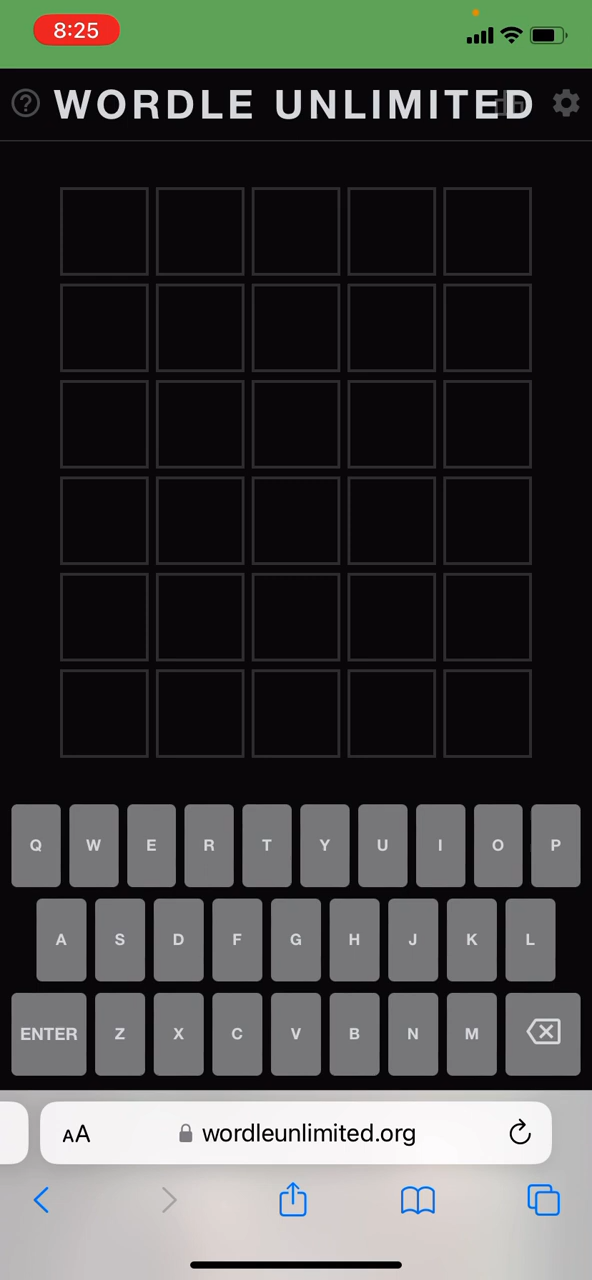 8:25
WORDLE UNLIMITED
Q W E R T Y U I O P
A S D F G H J K L
ENTER Z X C V B N M
AA wordleunlimited.org